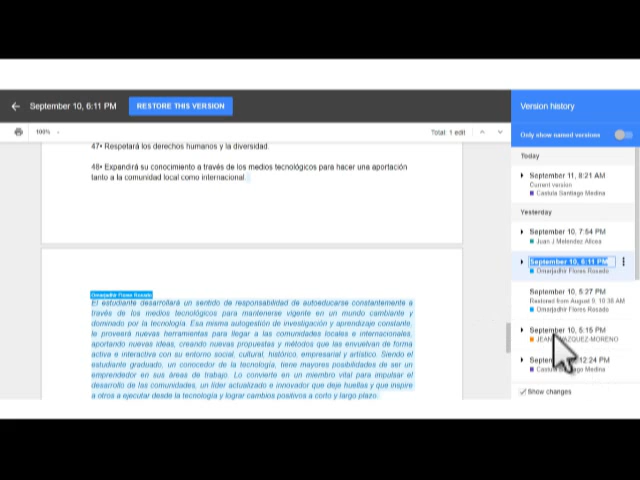 September 10, 6:11 PM
RESTORE THIS VERSION
Version history
100%
Total: 1 edit
Only show named versions
47• Respetará los derechos humanos y la diversidad.
48• Expandirá su conocimiento a través de los medios tecnológicos para hacer una aportación
tanto a la comunidad local como internacional.
Today
September 11, 8:21 AM
Current version
Castula Santiago Medina
Yesterday
September 10, 7:54 PM
Juan J Melendez Alicea
September 10, 6:11 PM
Omarjadhir Flores Rosado
September 10, 5:27 PM
Restored from August 9, 10:38 AM
Omarjadhir Flores Rosado
September 10, 5:15 PM
VAZQUEZ-MORENO
12:24 PM
Castula Santiago Medina
Show changes
Omarjadhir Flores Rosado
El estudiante desarrollará un sentido de responsabilidad de autoeducarse constantemente a
través de los medios tecnológicos para mantenerse vigente en un mundo cambiante y
dominado por la tecnología. Esa misma autogestión de investigación y aprendizaje constante,
le proveerá nuevas herramientas para llegar a las comunidades locales e internacionales,
aportando nuevas ideas, creando nuevas propuestas y métodos que las envuelvan de forma
activa e interactiva con su entorno social, cultural, histórico, empresarial y artístico. Siendo el
estudiante graduado, un conocedor de la tecnología, tiene mayores posibilidades de ser un
emprendedor en sus áreas de trabajo. Lo convierte en un miembro vital para impulsar el
desarrollo de las comunidades, un líder actualizado e innovador que deje huellas y que inspire
a otros a ejecutar desde la tecnología y lograr cambios positivos a corto y largo plazo.